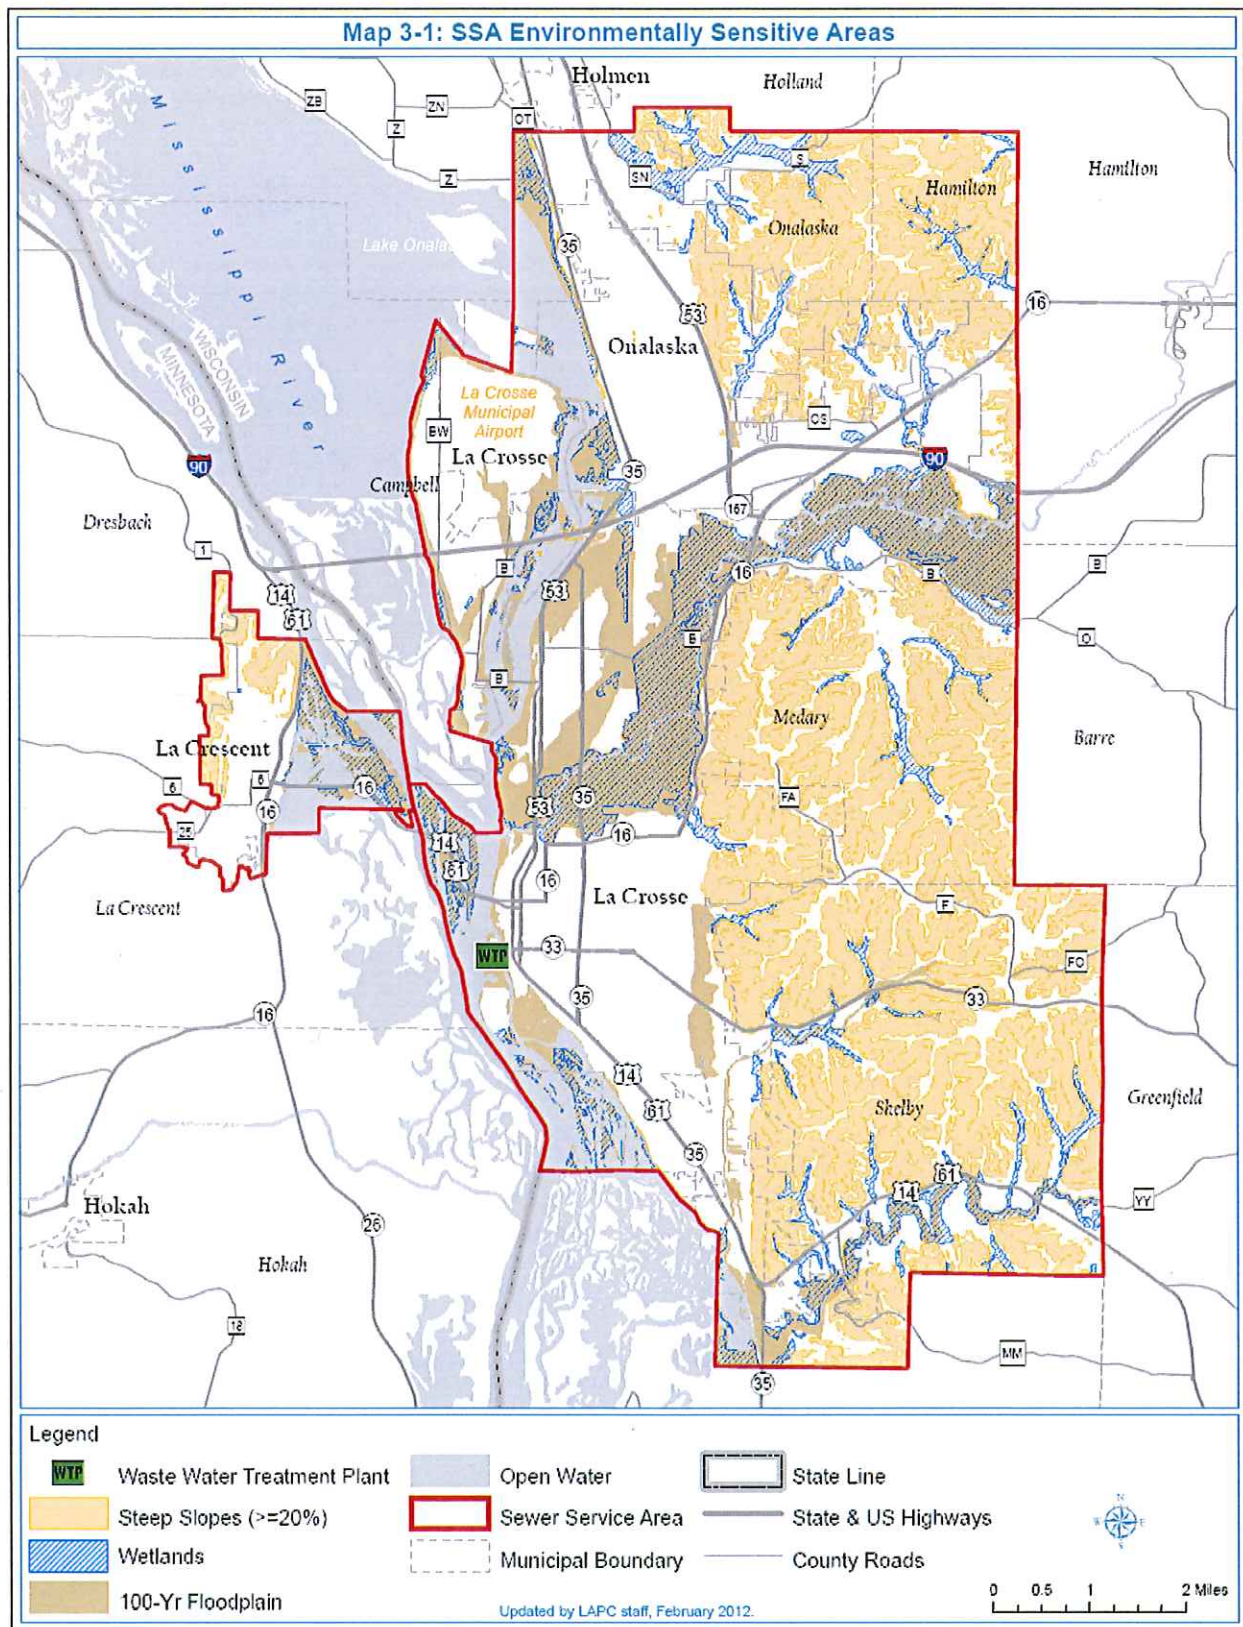 Map 3-1: SSA Environmentally Sensitive Areas
Holmen
Holland
ZB
ZN
Z
OT
Z
S
SN
Hamilton
Hamilton
Mississippi River
Onalaska
35
16
53
Onalaska
WISCONSIN
MINNESOTA
La Crosse
Municipal
Airport
BW
OS
La Crosse
90
35
90
Campbell
Dresbach
167
1
B
16
B
B
14
53
61
O
B
B
Medary
Barre
La Crescent
6
6
16
FA
53
35
16
25
14
16
61
16
La Crosse
La Crescent
F
33
WTP
FO
35
33
16
14
61
Shelby
Greenfield
35
61
14
YY
Hokah
26
Hokah
18
MM
35
Legend
WTP
Waste Water Treatment Plant
Open Water
State Line
Steep Slopes (>=20%)
Sewer Service Area
State & US Highways
Wetlands
Municipal Boundary
County Roads
100-Yr Floodplain
N
W E
S
0 0.5 1 2 Miles
Updated by LAPC staff, February 2012.